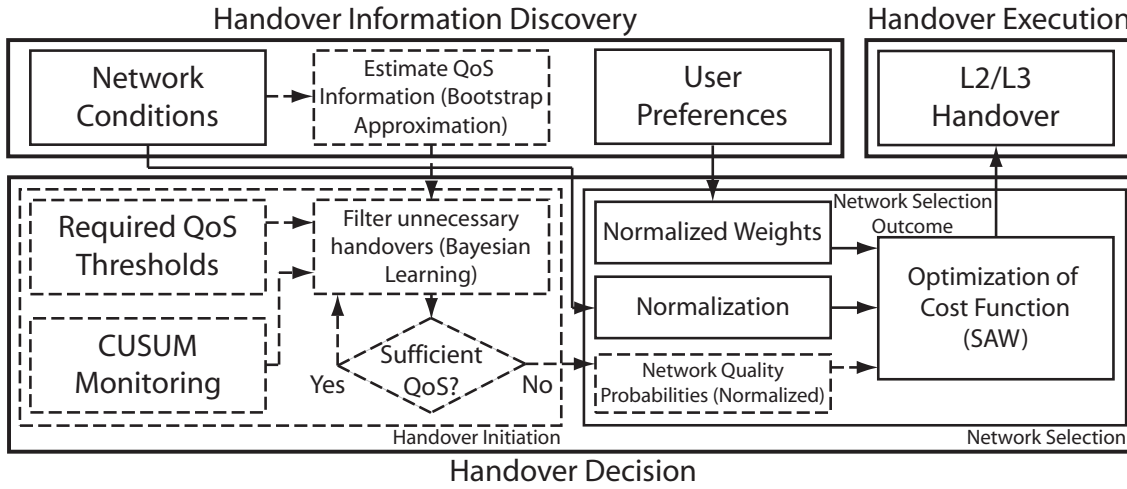 Handover Information Discovery
Handover Execution
Network
Conditions
Estimate QoS
Information (Bootstrap
Approximation)
User
Preferences
L2/L3
Handover
Required QoS
Thresholds
Filter unnecessary
handovers (Bayesian
Learning)
CUSUM
Monitoring
Sufficient
QoS?
Yes
No
Handover Initiation
Normalized Weights
Normalization
Network Quality
Probabilities (Normalized)
Network Selection
Outcome
Optimization of
Cost Function
(SAW)
Network Selection
Handover Decision